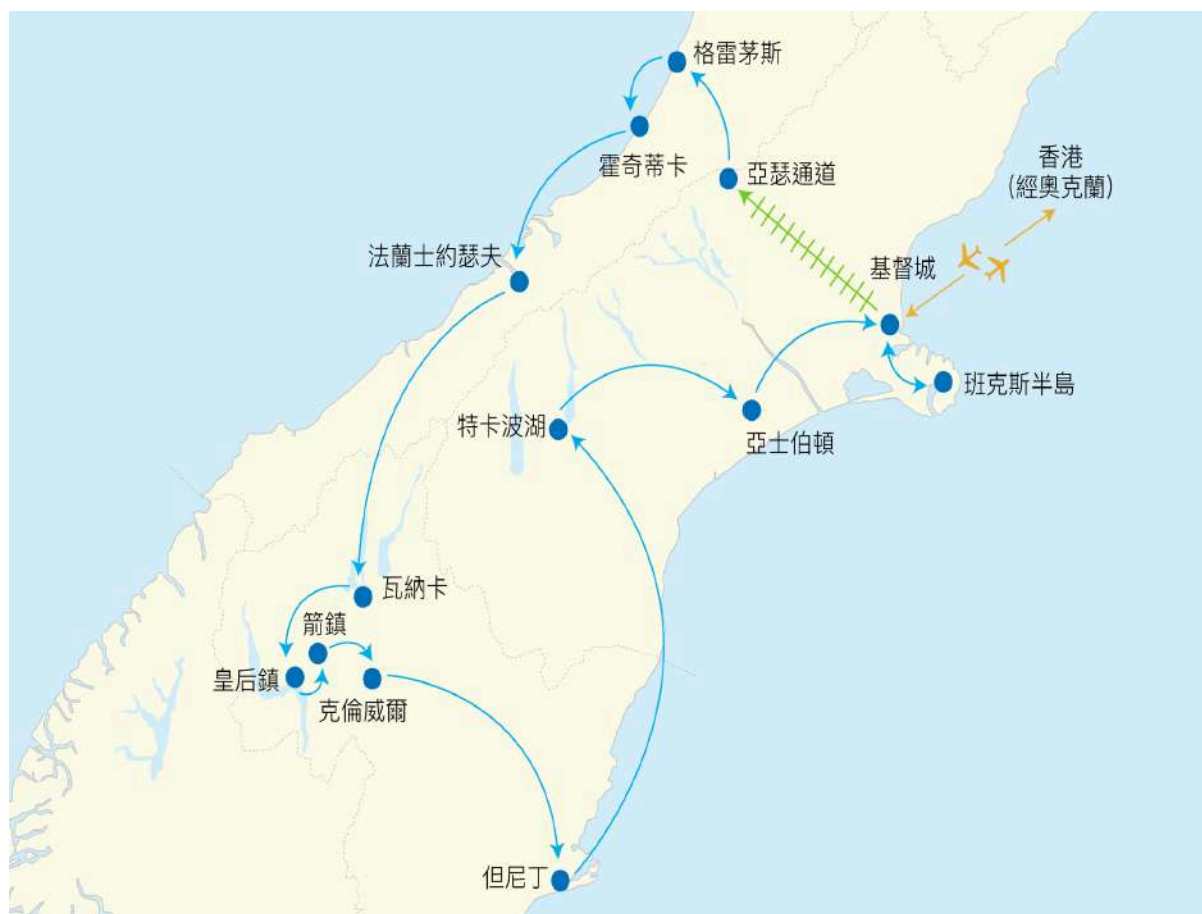 格雷茅斯
霍奇蒂卡
亞瑟通道
香港
(經奧克蘭)
法蘭士約瑟夫
基督城
班克斯半島
特卡波湖
亞士伯頓
瓦納卡
箭鎮
皇后鎮
克倫威爾
但尼丁